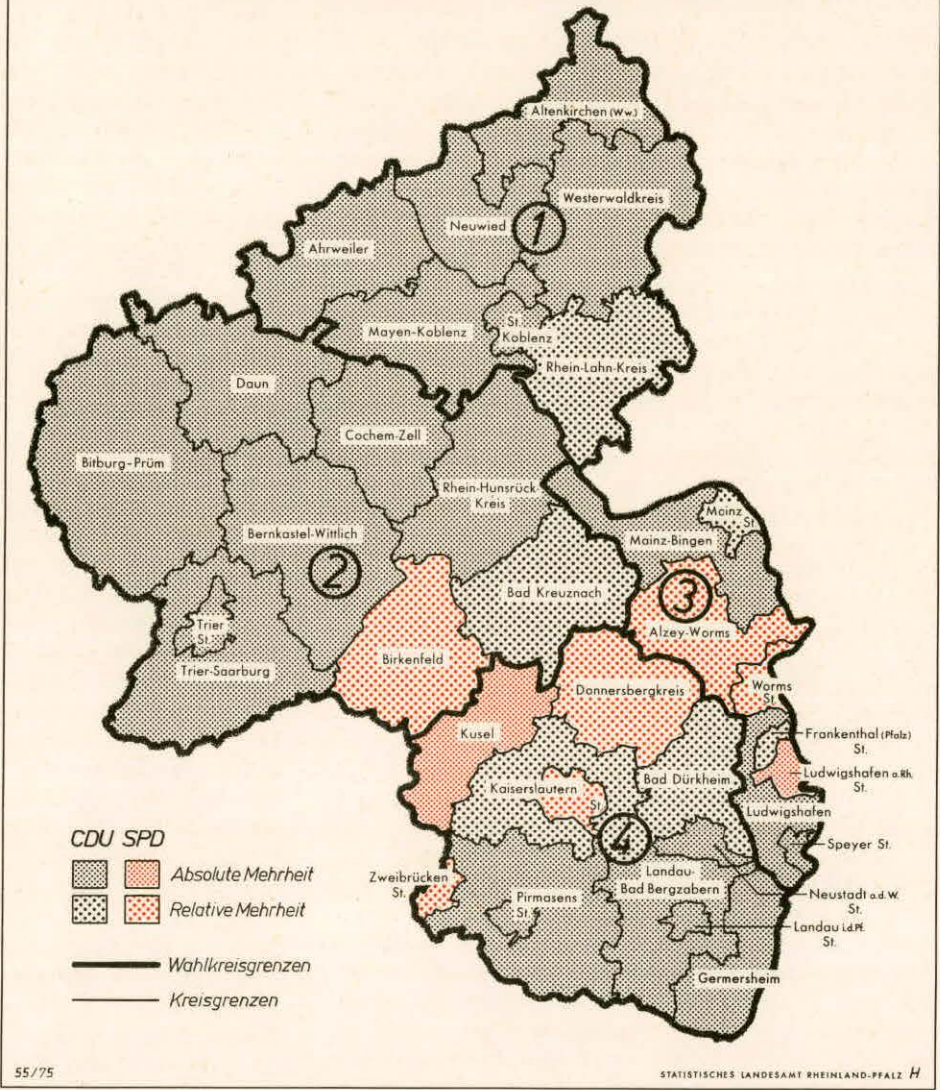 Altenkirchen (Ww.)
Westerwaldkreis
Neuwied
1
Ahrweiler
St.
Koblenz
Mayen-Koblenz
Rhein-Lahn-Kreis
Daun
Cochem-Zell
Bitburg-Prüm
Rhein-Hunsrück
Kreis
Mainz
St.
Mainz-Bingen
Bernkastel-Wittlich
2
Bad Kreuznach
3
Alzey-Worms
Trier
St.
Trier-Saarburg
Birkenfeld
Donnersbergkreis
Worms
St.
Kusel
Frankenthal (Pfalz)
St.
Ludwigshafen a.Rh.
St.
Bad Dürkheim
Kaiserslautern
St.
Ludwigshafen
4
Speyer St.
CDU SPD
Absolute Mehrheit
Relative Mehrheit
Wahlkreisgrenzen
Kreisgrenzen
Zweibrücken
St.
Pirmasens
St.
Landau-
Bad Bergzabern
Neustadt a.d.W.
St.
Landau i.d.Pf.
St.
Germersheim
55/75
STATISTISCHES LANDESAMT RHEINLAND-PFALZ H